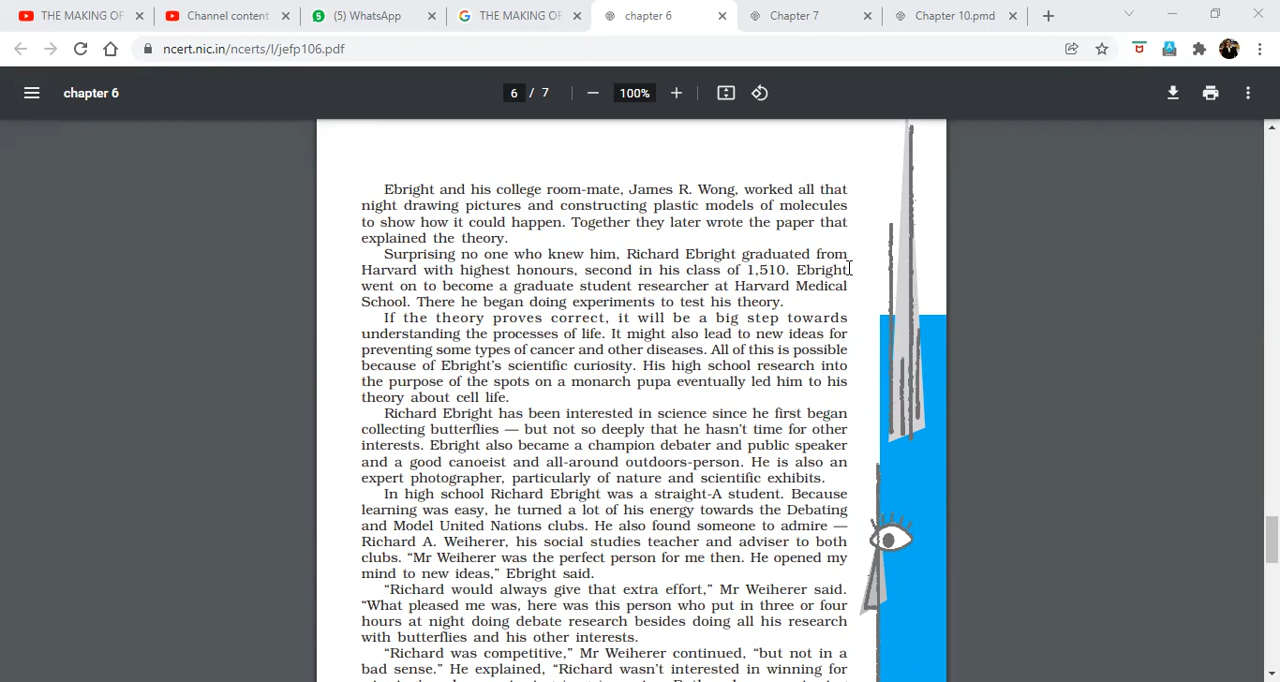 THE MAKING OF
Channel content
(5) WhatsApp
THE MAKING OF
chapter 6
Chapter 7
Chapter 10.pmd
ncert.nic.in/ncerts/l/jefp106.pdf
chapter 6
6 / 7
100%
Ebright and his college room-mate, James R. Wong, worked all that
night drawing pictures and constructing plastic models of molecules
to show how it could happen. Together they later wrote the paper that
explained the theory.
Surprising no one who knew him, Richard Ebright graduated from
Harvard with highest honours, second in his class of 1,510. Ebright
went on to become a graduate student researcher at Harvard Medical
School. There he began doing experiments to test his theory.
If the theory proves correct, it will be a big step towards
understanding the processes of life. It might also lead to new ideas for
preventing some types of cancer and other diseases. All of this is possible
because of Ebright's scientific curiosity. His high school research into
the purpose of the spots on a monarch pupa eventually led him to his
theory about cell life.
Richard Ebright has been interested in science since he first began
collecting butterflies — but not so deeply that he hasn't time for other
interests. Ebright also became a champion debater and public speaker
and a good canoeist and all-around outdoors-person. He is also an
expert photographer, particularly of nature and scientific exhibits.
In high school Richard Ebright was a straight-A student. Because
learning was easy, he turned a lot of his energy towards the Debating
and Model United Nations clubs. He also found someone to admire —
Richard A. Weiherer, his social studies teacher and adviser to both
clubs. “Mr Weiherer was the perfect person for me then. He opened my
mind to new ideas,” Ebright said.
“Richard would always give that extra effort,” Mr Weiherer said.
“What pleased me was, here was this person who put in three or four
hours at night doing debate research besides doing all his research
with butterflies and his other interests.
“Richard was competitive,” Mr Weiherer continued, “but not in a
bad sense.” He explained, “Richard wasn't interested in winning for